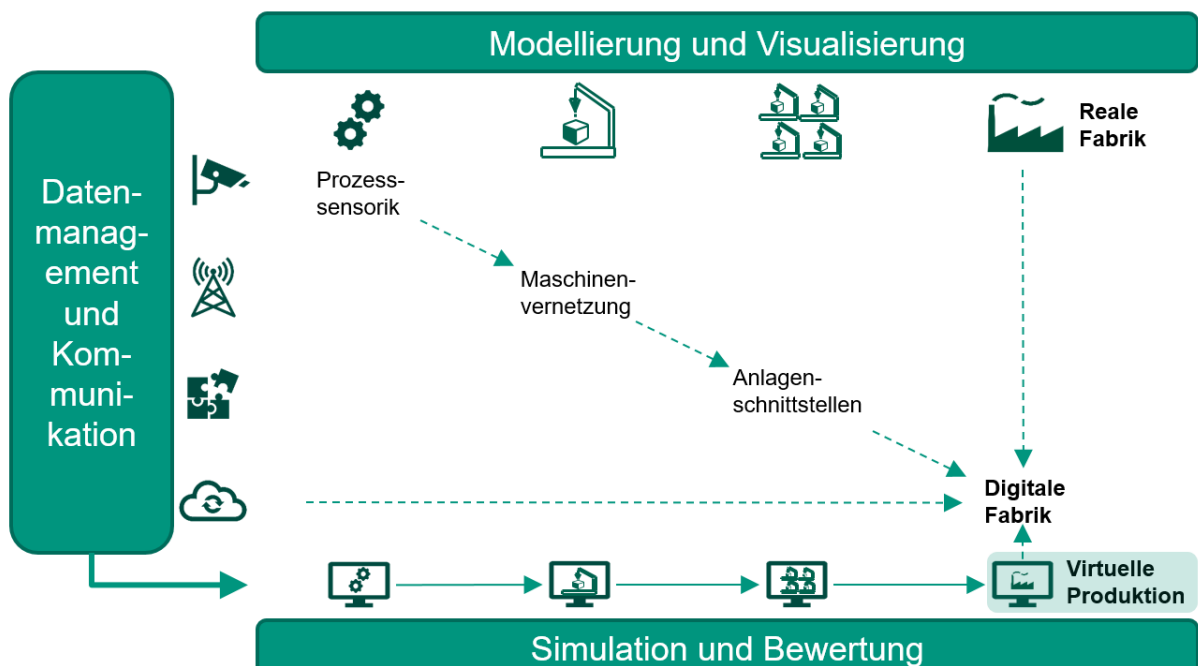 Modellierung und Visualisierung
Daten-
manag-
ement
und
Kom-
muni-
kation
Reale
Fabrik
Prozess-
sensorik
Maschinen-
vernetzung
Anlagen-
schnittstellen
Digitale
Fabrik
Virtuelle
Produktion
Simulation und Bewertung